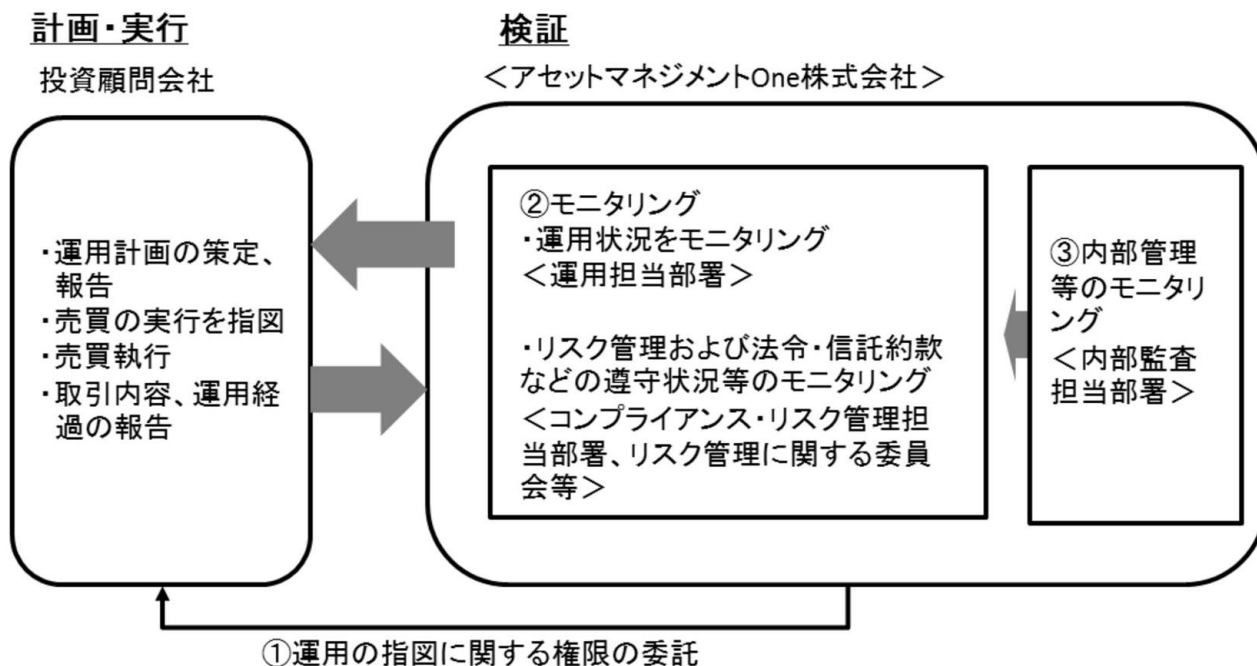 計画・実行
投資顧問会社
・運用計画の策定、
報告
・売買の実行を指図
・売買執行
・取引内容、運用経
過の報告
検証
＜アセットマネジメントOne株式会社＞
②モニタリング
・運用状況をモニタリング
＜運用担当部署＞
・リスク管理および法令・信託約款
などの遵守状況等のモニタリング
＜コンプライアンス・リスク管理担
当部署、リスク管理に関する委員
会等＞
③内部管理
等のモニタリ
ング
＜内部監査
担当部署＞
①運用の指図に関する権限の委託